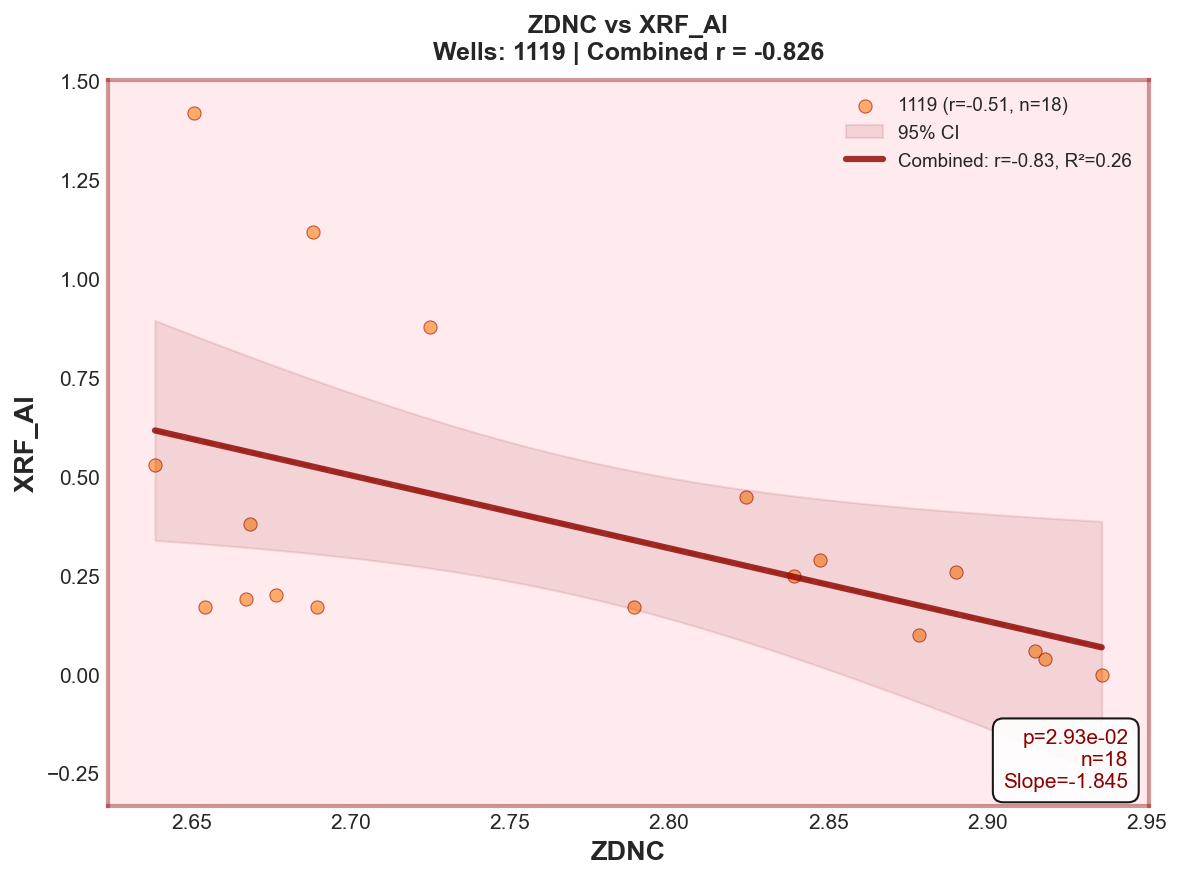 ZDNC vs XRF_Al
Wells: 1119 | Combined r = -0.826
1119 (r=-0.51, n=18)
95% CI
Combined: r=-0.83, R²=0.26
XRF_Al
1.50
1.25
1.00
0.75
0.50
0.25
0.00
−0.25
p=2.93e-02
n=18
Slope=-1.845
2.65 2.70 2.75 2.80 2.85 2.90 2.95
ZDNC